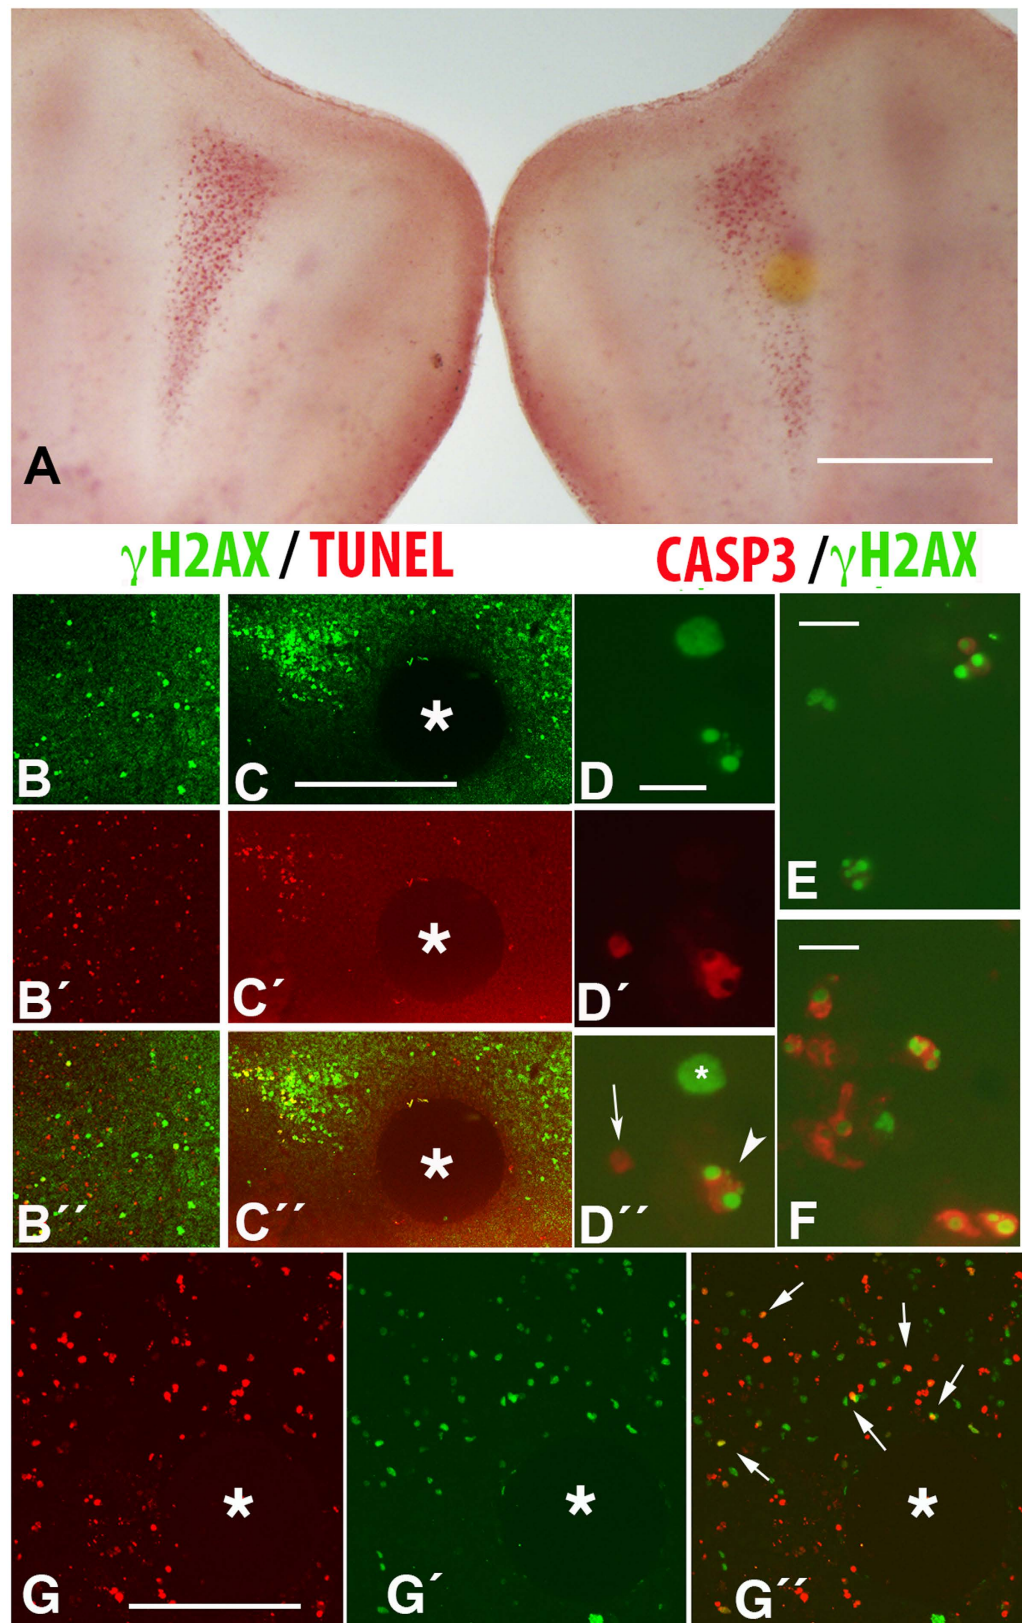 A
γH2AX / TUNEL
CASP3 / γH2AX
B
C
*
D
E
B´
C´
*
D´
B´´
C´´
*
D´´
*
F
G
*
G´
*
G´´
*